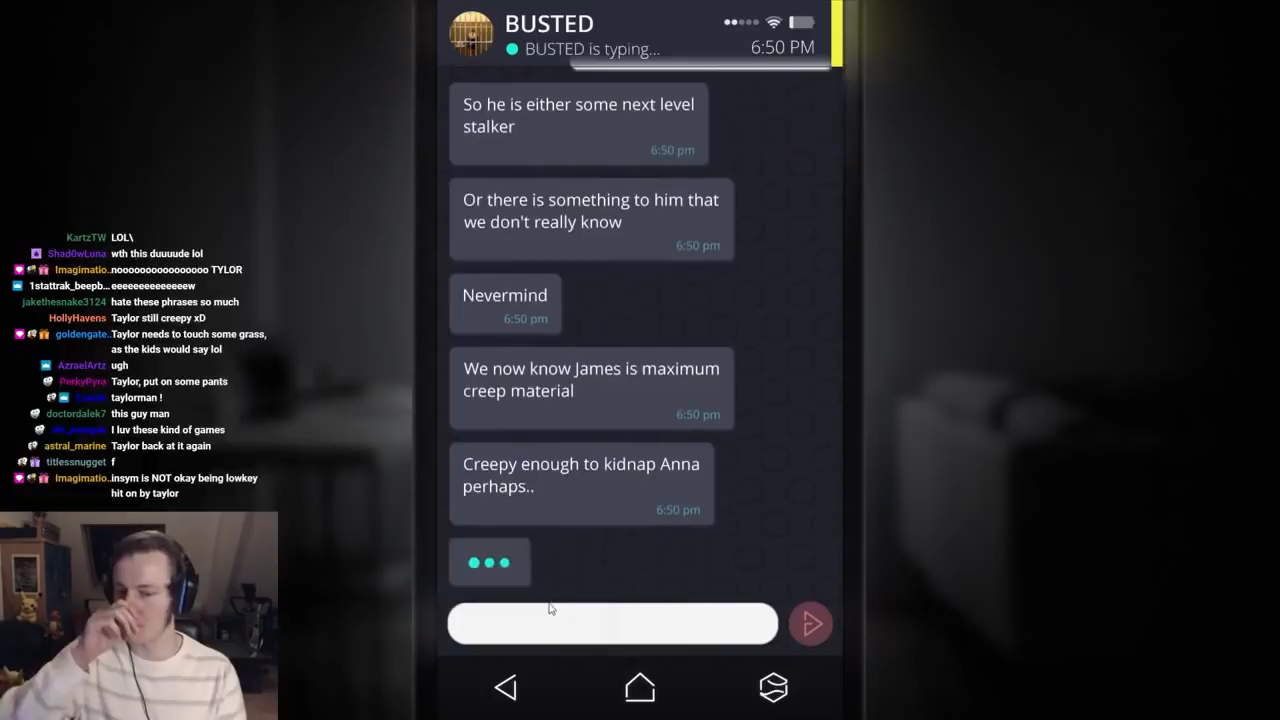 BUSTED
BUSTED is typing...
6:50 PM
So he is either some next level
stalker
6:50 pm
Or there is something to him that
we don't really know
6:50 pm
Nevermind
6:50 pm
We now know James is maximum
creep material
6:50 pm
Creepy enough to kidnap Anna
perhaps..
6:50 pm
KartzTW LOL\
Shad0wLuna wth this duuuude lol
Imaginatio.. nooooooooooooooo TYLOR
1stattrak_beepb... eeeeeeeeeeeeeew
jakethesnake3124 hate these phrases so much
HollyHavens Taylor still creepy xD
goldengate.. Taylor needs to touch some grass,
as the kids would say lol
AzraelArtz ugh
PerkyPyro Taylor, put on some pants
taylorman !
doctordalek7 this guy man
I luv these kind of games
astral_marine Taylor back at it again
titlessnugget f
Imaginatio.. insym is NOT okay being lowkey
hit on by taylor